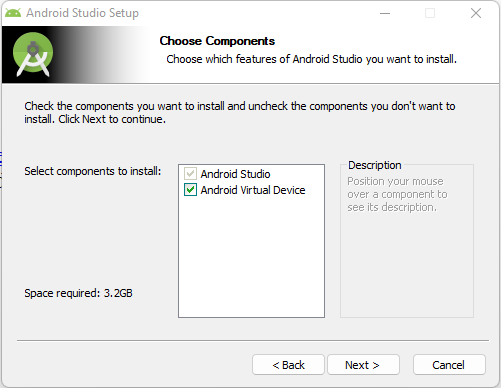 Android Studio Setup
Choose Components
Choose which features of Android Studio you want to install.
Check the components you want to install and uncheck the components you don't want to
install. Click Next to continue.
Select components to install:
Android Studio
Android Virtual Device
Description
Position your mouse
over a component to
see its description.
Space required: 3.2GB
< Back
Next >
Cancel